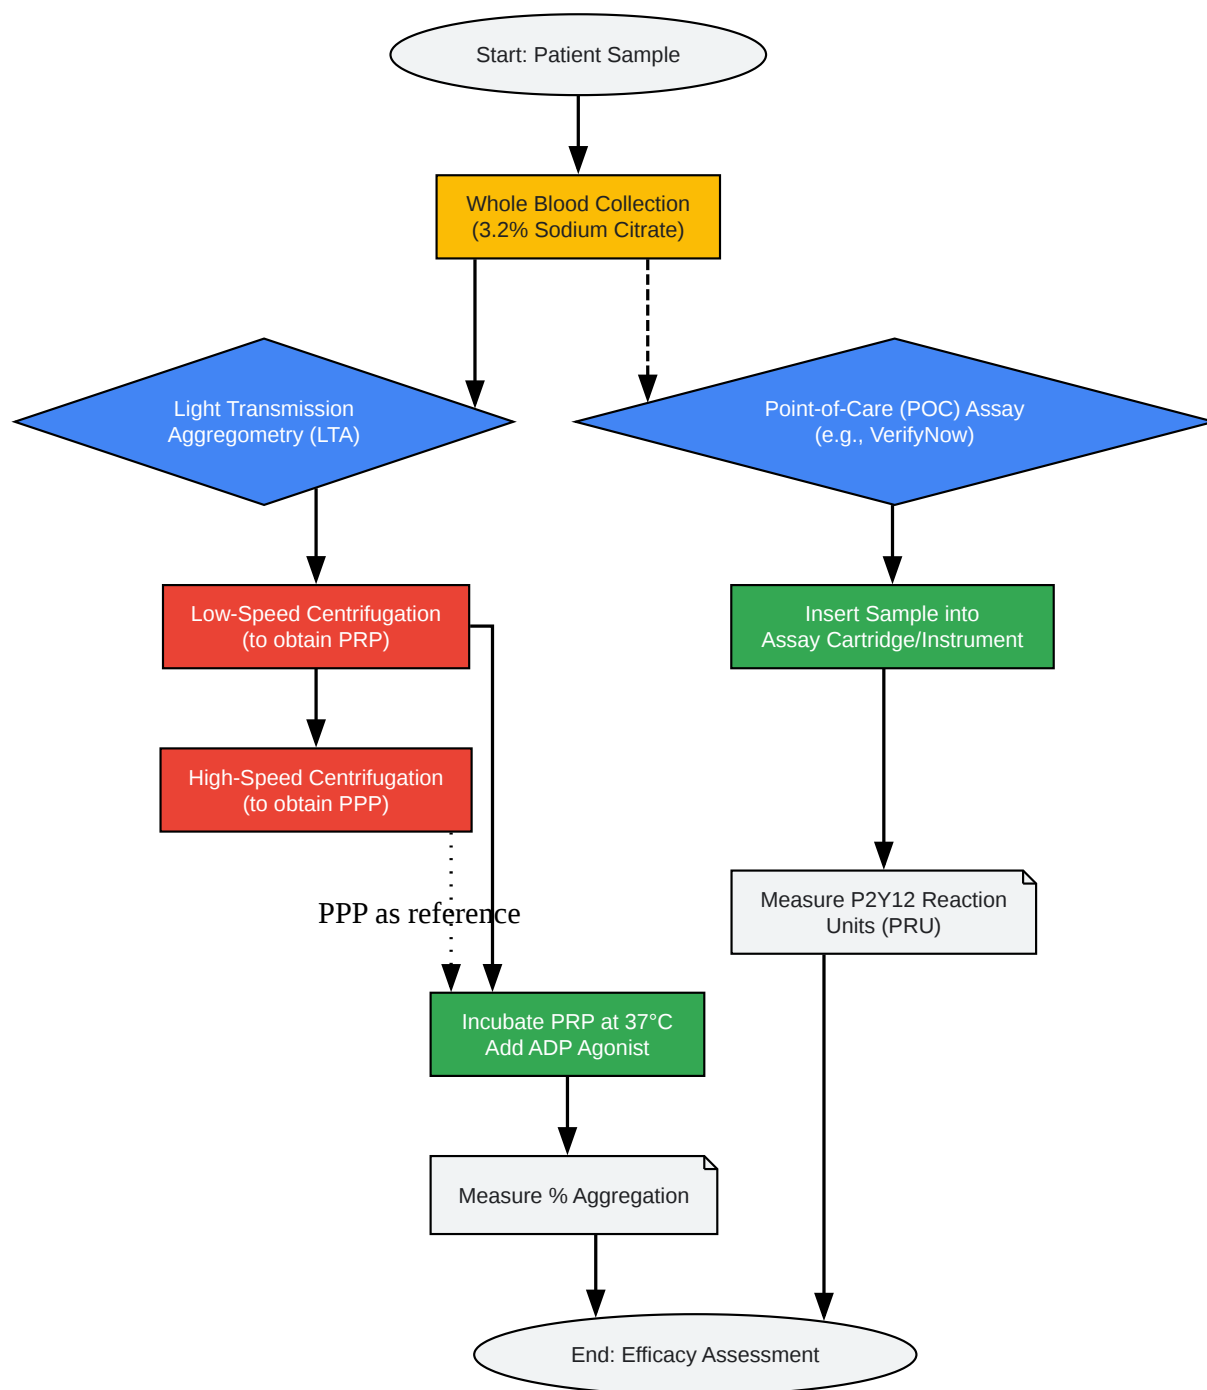 Start: Patient Sample
Whole Blood Collection
(3.2% Sodium Citrate)
Light Transmission
Aggregometry (LTA)
Point-of-Care (POC) Assay
(e.g., VerifyNow)
Low-Speed Centrifugation
(to obtain PRP)
Insert Sample into
Assay Cartridge/Instrument
High-Speed Centrifugation
(to obtain PPP)
PPP as reference
Measure P2Y12 Reaction
Units (PRU)
Incubate PRP at 37°C
Add ADP Agonist
Measure % Aggregation
End: Efficacy Assessment